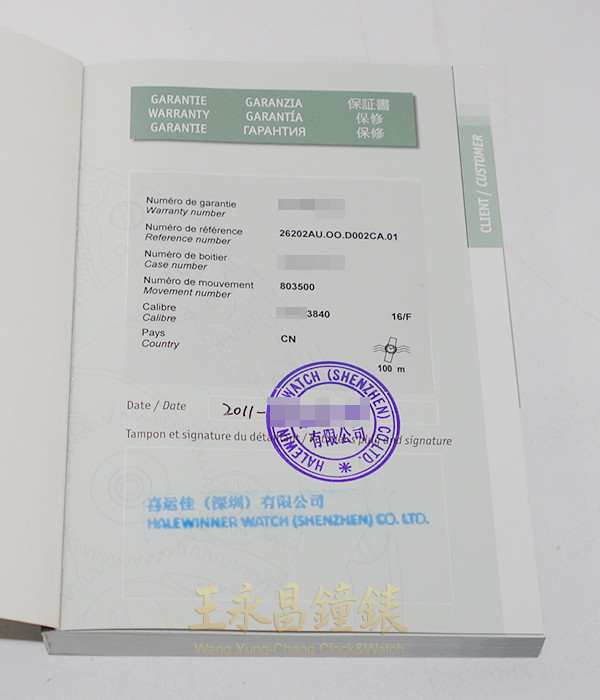 GARANTIE GARANZIA 保証書
WARRANTY GARANTÍA 保修
GARANTIE ГАРАНТИЯ 保修
CLIENT / CUSTOMER
Numéro de garantie
Warranty number
Numéro de référence
Reference number 26202AU.OO.D002CA.01
Numéro de boitier
Case number
Numéro de mouvement
Movement number 803500
Calibre 3840 16/F
Calibre
Pays
Country CN
100 m
Date / Date 2011-
Tampon et signature du détaillant / Retailer's plug and signature
HALEWINNER WATCH (SHENZHEN) CO. LTD.
有限公司
喜运佳（深圳）有限公司
HALEWINNER WATCH (SHENZHEN) CO. LTD.
王永昌鐘錶
Wang Yung-Chang Clock&Watch